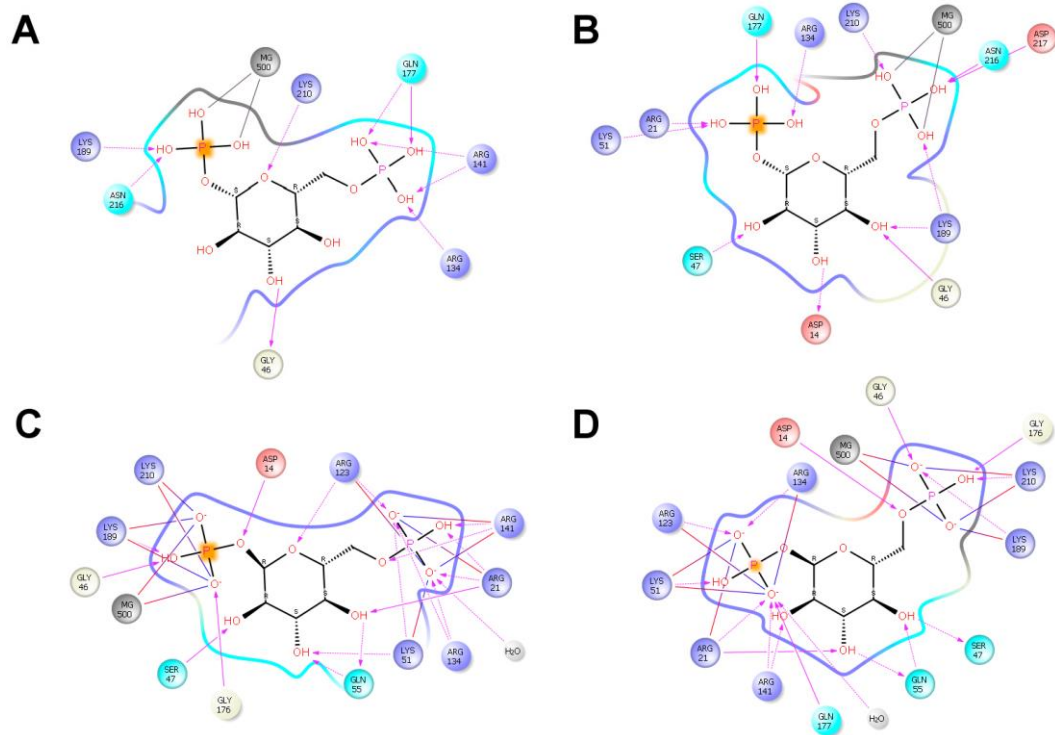 A
MG
500
LYS
210
GLN
177
LYS
189
ASN
216
ARG
141
ARG
134
GLY
46
HO
HO
P
OH
O
O
S
R
R
S
S
HO
OH
OH
O
HO
P
OH
OH
B
GLN
177
ARG
134
LYS
210
MG
500
ASN
216
ASP
217
ARG
21
LYS
51
SER
47
ASP
14
GLY
46
LYS
189
OH
HO
P
OH
O
O
S
R
R
S
S
HO
OH
OH
O
HO
P
OH
OH
C
LYS
210
ASP
14
ARG
123
ARG
141
LYS
189
GLY
46
MG
500
ARG
21
SER
47
GLY
176
GLN
55
LYS
51
ARG
134
H₂O
O-
HO
P
O
O-
O
R
R
R
S
S
HO
OH
OH
O
O-
P
OH
O-
D
GLY
46
ASP
14
MG
500
GLY
176
LYS
210
ARG
134
ARG
123
LYS
51
LYS
189
ARG
21
ARG
141
GLN
177
H₂O
GLN
55
SER
47
O-
HO
P
O
O-
O
R
R
R
S
S
HO
OH
OH
O
O-
P
OH
O-